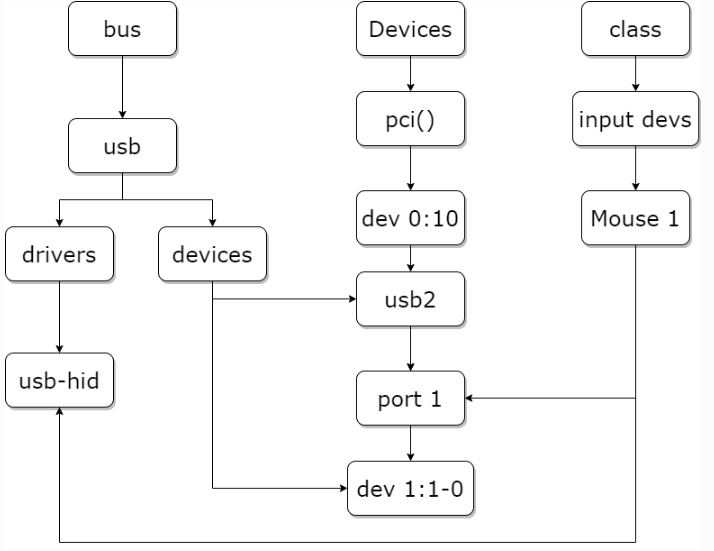 bus
Devices
class
pci()
input devs
usb
dev 0:10
Mouse 1
drivers
devices
usb2
usb-hid
port 1
dev 1:1-0